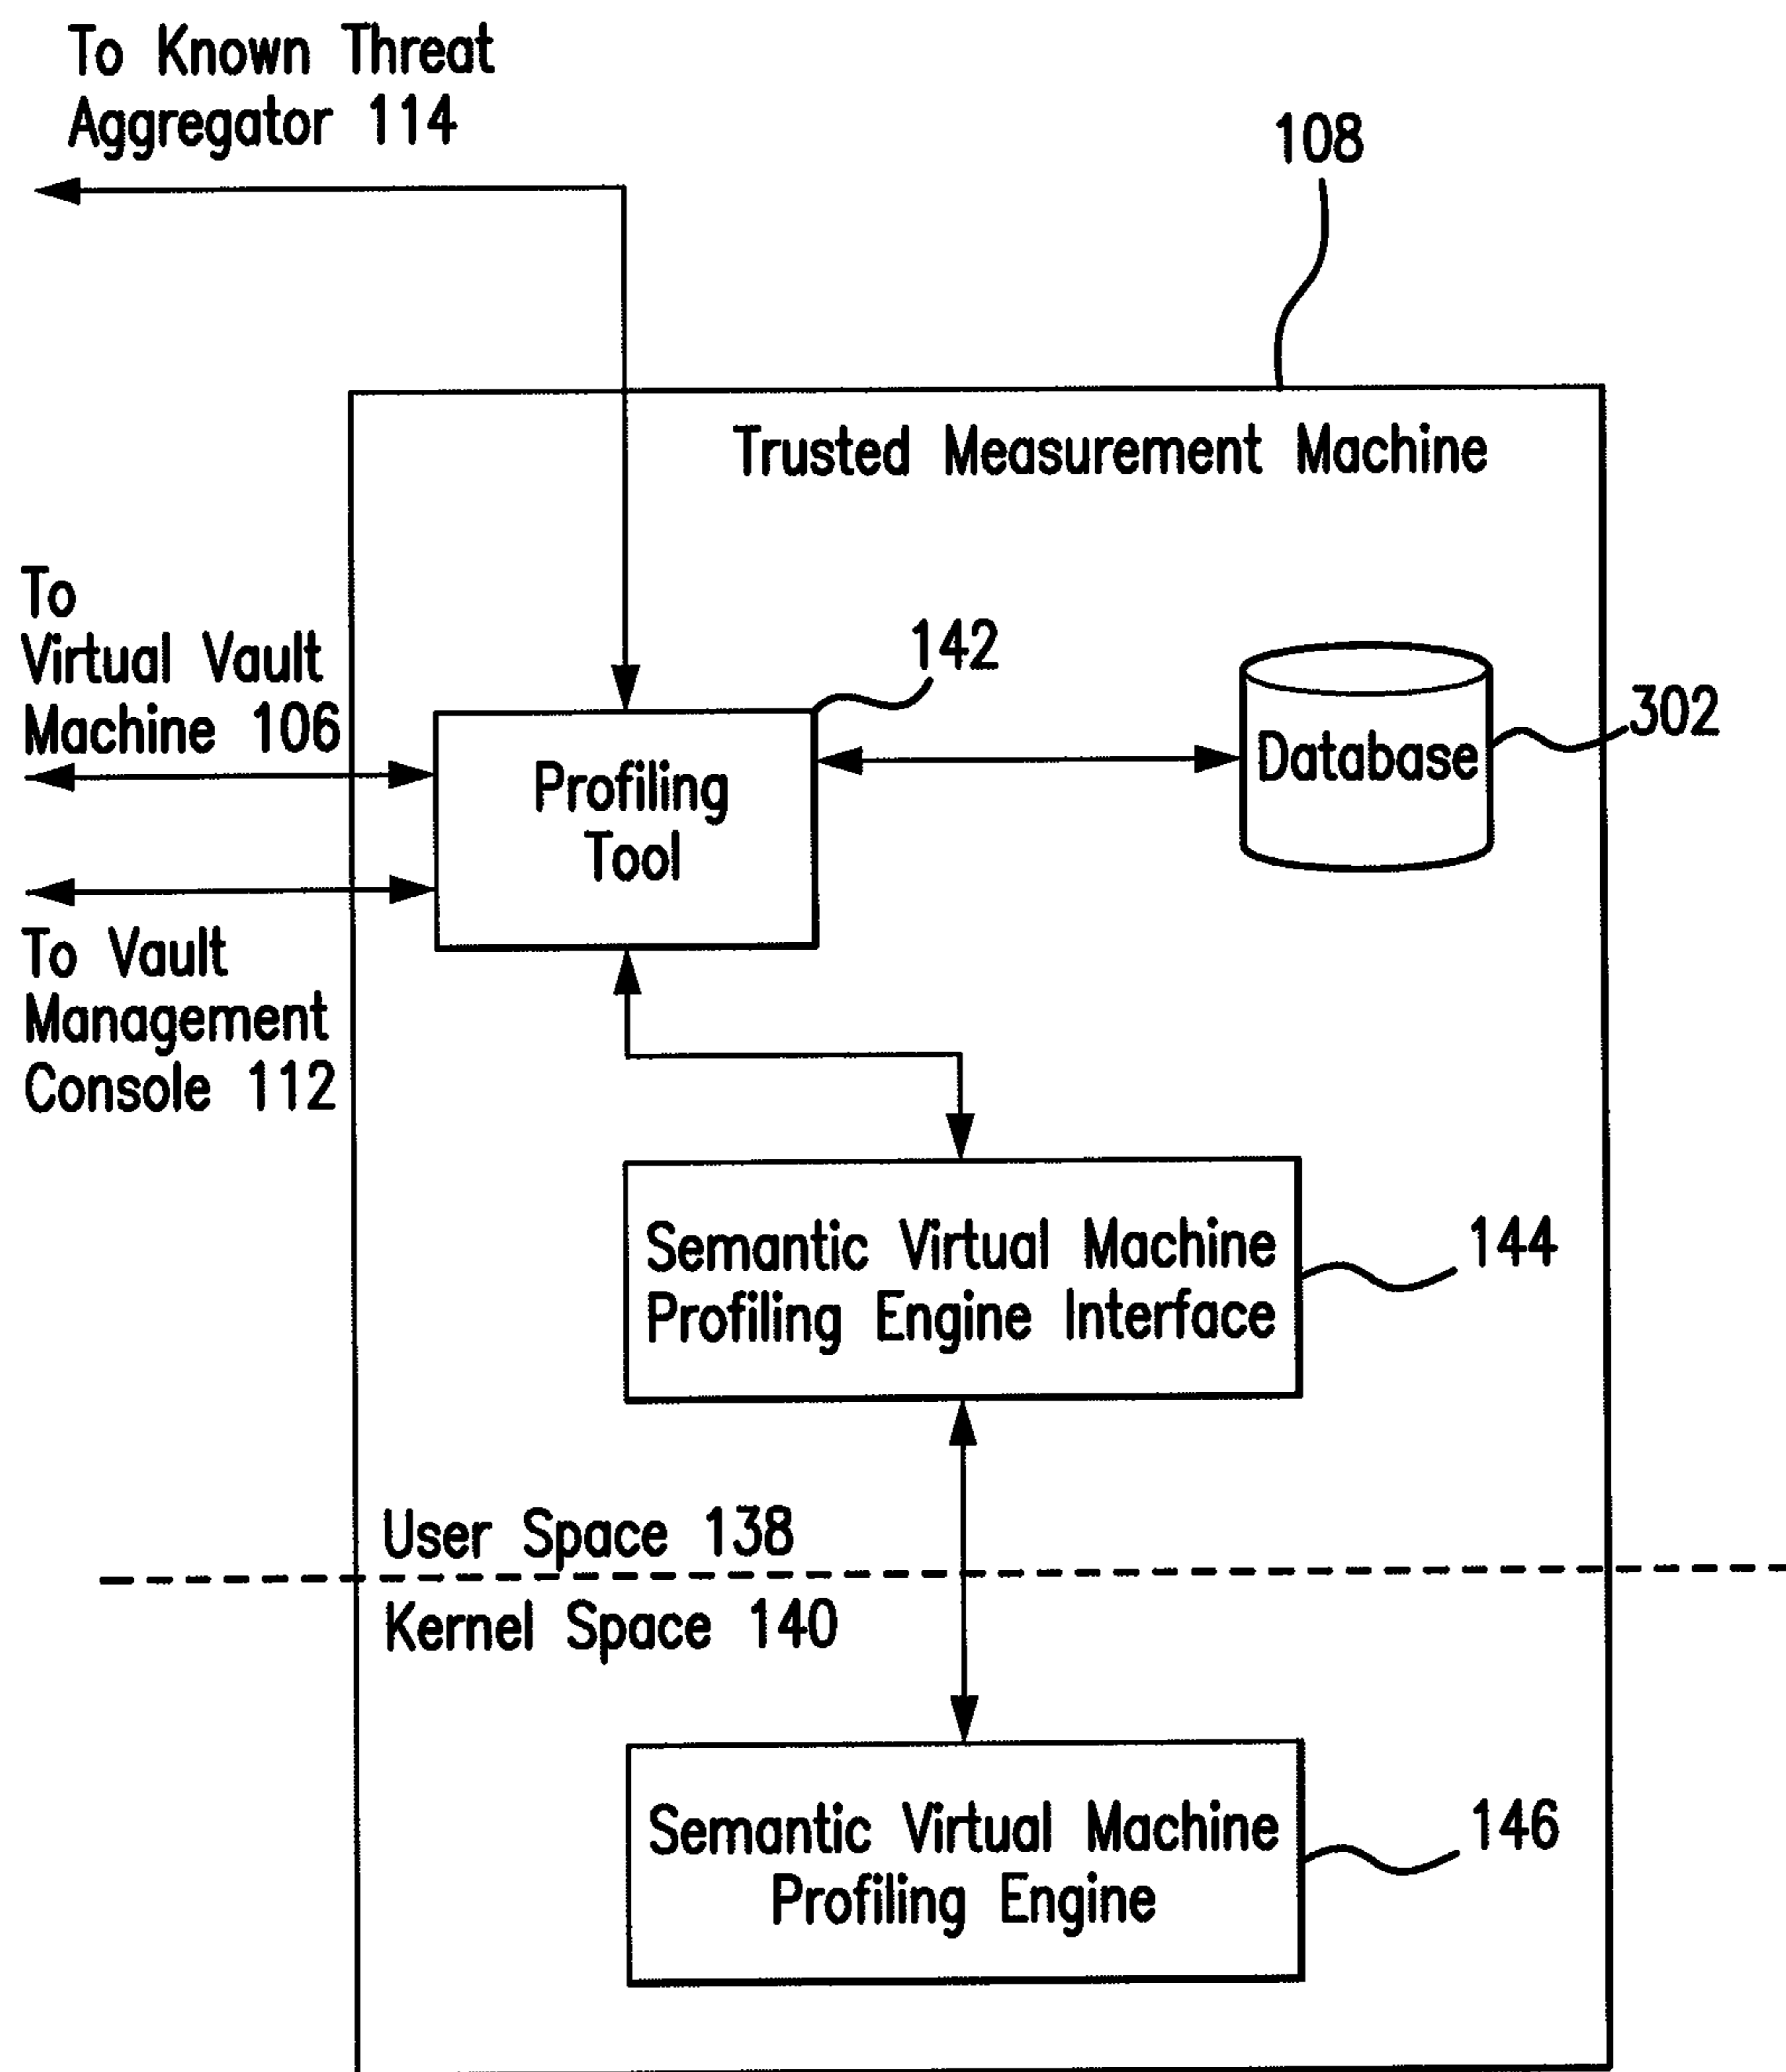 To Known Threat
Aggregator 114
108
Trusted Measurement Machine
To
Virtual Vault
Machine 106
142
302
Database
Profiling
Tool
To Vault
Management
Console 112
Semantic Virtual Machine
Profiling Engine Interface
144
User Space 138
Kernel Space 140
Semantic Virtual Machine
Profiling Engine
146